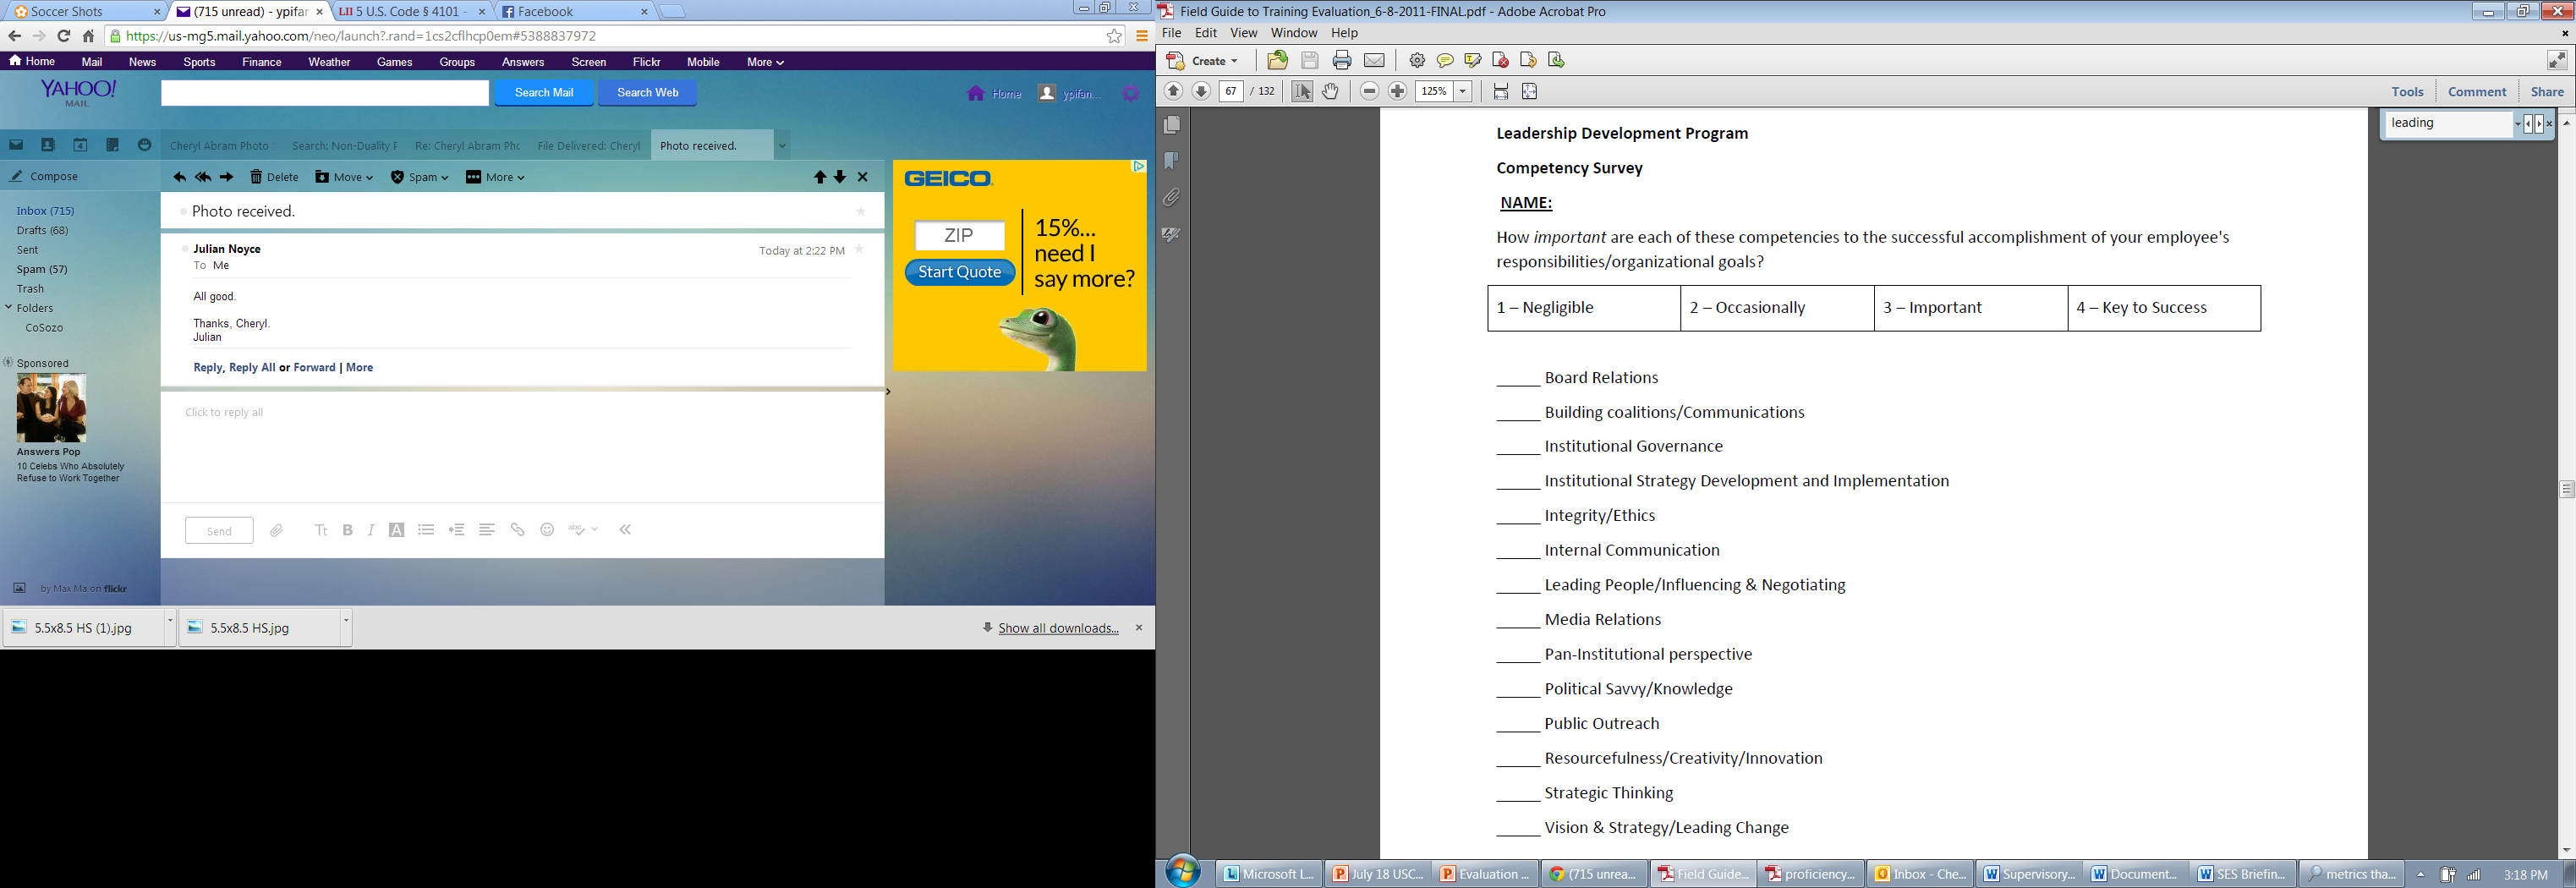 Soccer Shots
(715 unread) - ypifar
LII 5 U.S. Code § 4101 -
Facebook
https://us-mg5.mail.yahoo.com/neo/launch?.rand=1cs2cflhcp0em#5388837972
Home Mail News Sports Finance Weather Games Groups Answers Screen Flickr Mobile More
YAHOO!
MAIL
Search Mail
Search Web
Home
ypifan...
4
Cheryl Abram Photo
Search: Non-Duality F
Re: Cheryl Abram Phc
File Delivered: Cheryl
Photo received.
Compose
Delete Move Spam More
Inbox (715)
Drafts (68)
Sent
Spam (57)
Trash
Folders
CoSozo
Sponsored
Answers Pop
10 Celebs Who Absolutely
Refuse to Work Together
by Max Ma on flickr
Photo received.
Julian Noyce
Today at 2:22 PM
To Me
All good.
Thanks, Cheryl.
Julian
Reply, Reply All or Forward | More
Click to reply all
Send
Tt B I A
abc
GEICO.
ZIP
Start Quote
15%...
need I
say more?
5.5x8.5 HS (1).jpg
5.5x8.5 HS.jpg
Show all downloads...
Field Guide to Training Evaluation_6-8-2011-FINAL.pdf - Adobe Acrobat Pro
File Edit View Window Help
Create
67 / 132
125%
Tools Comment Share
leading
Leadership Development Program
Competency Survey
NAME:
How important are each of these competencies to the successful accomplishment of your employee's
responsibilities/organizational goals?
1 – Negligible 2 – Occasionally 3 – Important 4 – Key to Success
_____ Board Relations
_____ Building coalitions/Communications
_____ Institutional Governance
_____ Institutional Strategy Development and Implementation
_____ Integrity/Ethics
_____ Internal Communication
_____ Leading People/Influencing & Negotiating
_____ Media Relations
_____ Pan-Institutional perspective
_____ Political Savvy/Knowledge
_____ Public Outreach
_____ Resourcefulness/Creativity/Innovation
_____ Strategic Thinking
_____ Vision & Strategy/Leading Change
Microsoft L...
July 18 USC...
Evaluation ...
(715 unrea...
Field Guide...
proficiency...
Inbox - Che...
Supervisory...
Document...
SES Briefin...
metrics tha...
3:18 PM